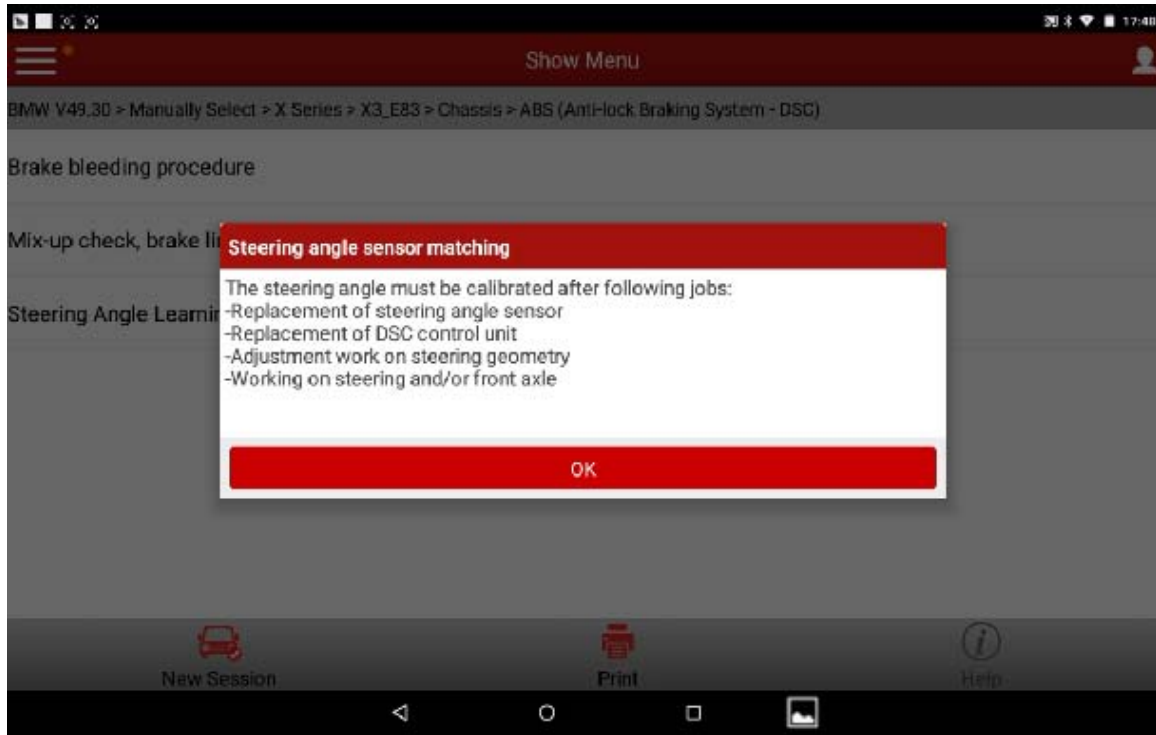 17:48
Show Menu
BMW V49.30 > Manually Select > X Series > X3_E83 > Chassis > ABS (Anti-lock Braking System - DSC)
Brake bleeding procedure
Mix-up check, brake li
Steering angle sensor matching
The steering angle must be calibrated after following jobs:
-Replacement of steering angle sensor
Steering Angle Learnin
-Replacement of DSC control unit
-Adjustment work on steering geometry
-Working on steering and/or front axle
OK
New Session
Print
Help